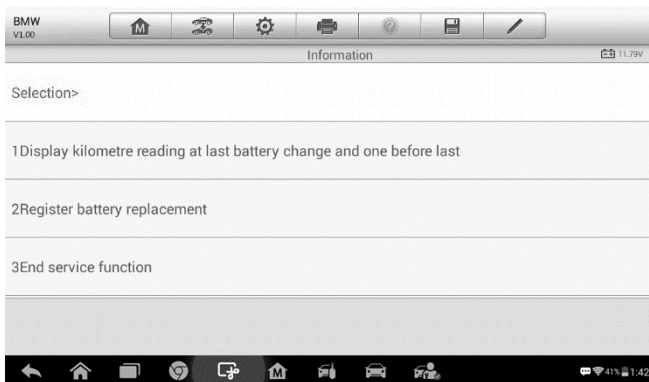 BMW
V1.00
Information
11.79V
Selection>
1Display kilometre reading at last battery change and one before last
2Register battery replacement
3End service function
41% 1:42